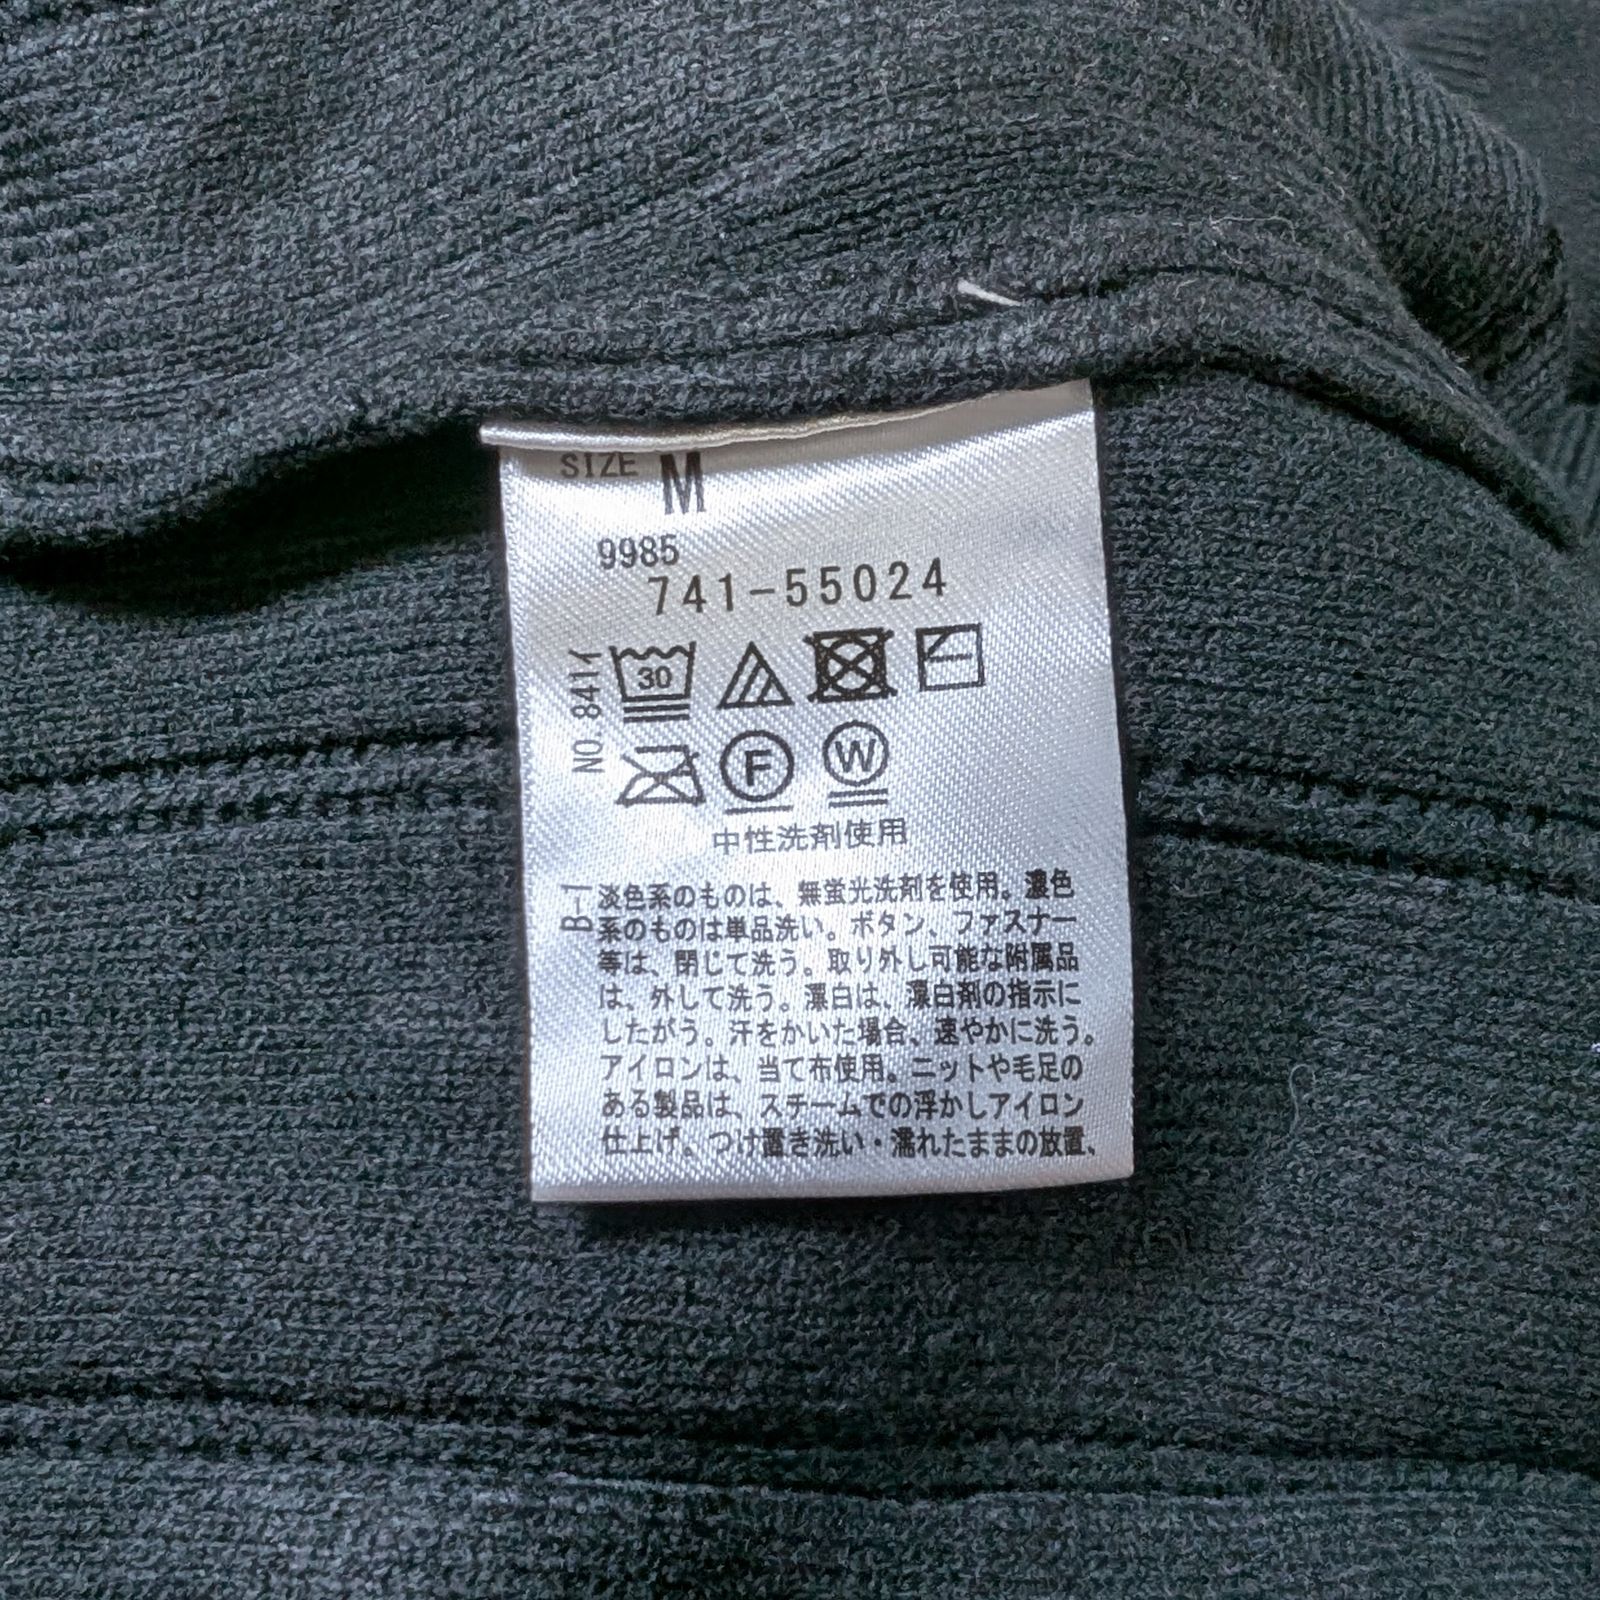 SIZE M
9985
741-55024
NO. 841イ
30
F W
中性洗剤使用
B-1
淡色系のものは、無蛍光洗剤を使用。濃色
系のものは単品洗い。ボタン、ファスナー
等は、閉じて洗う。取り外し可能な附属品
は、外して洗う。漂白は、漂白剤の指示に
したがう。汗をかいた場合、速やかに洗う。
アイロンは、当て布使用。ニットや毛足の
ある製品は、スチームでの浮かしアイロン
仕上げ。つけ置き洗い・濡れたままの放置、